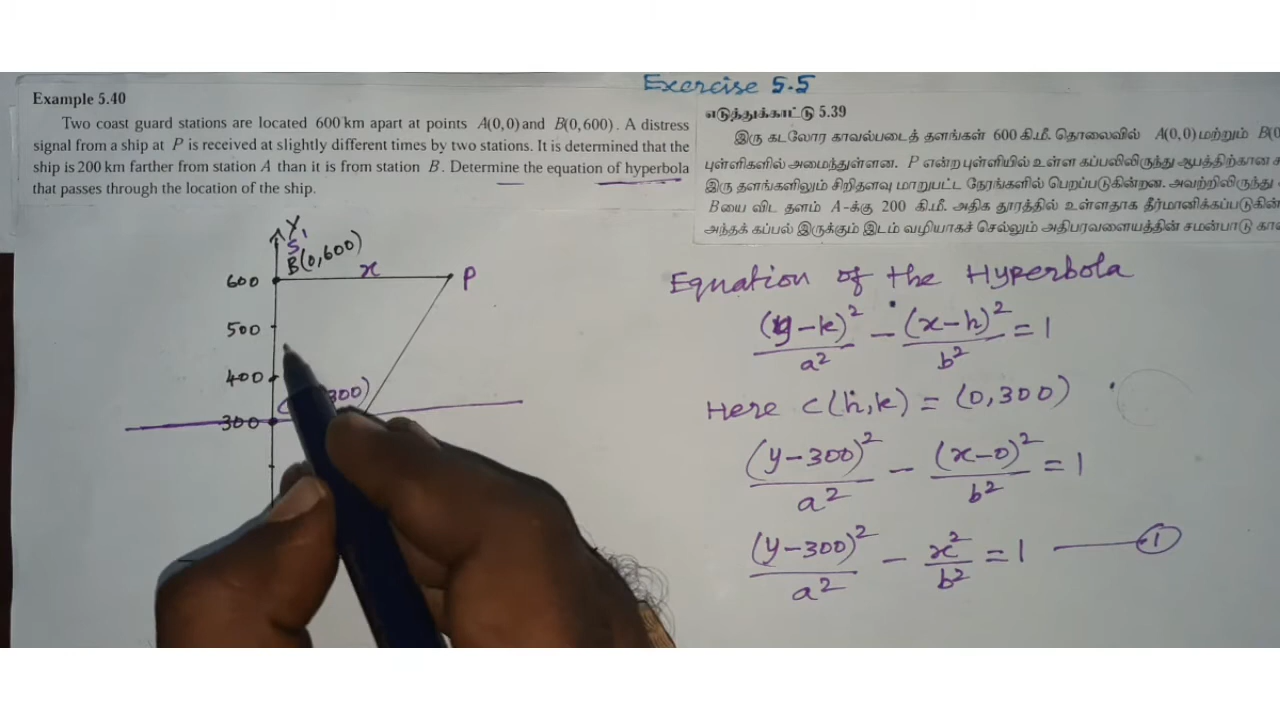 Exercise 5.5
Example 5.40
Two coast guard stations are located 600 km apart at points A(0,0) and B(0,600). A distress
signal from a ship at P is received at slightly different times by two stations. It is determined that the
ship is 200 km farther from station A than it is from station B. Determine the equation of hyperbola
that passes through the location of the ship.
எடுத்துக்காட்டு 5.39
இரு கடலோர காவல்படைத் தளங்கள் 600 கி.மீ. தொலைவில் A(0,0) மற்றும் B(0
புள்ளிகளில் அமைந்துள்ளன. P என்ற புள்ளியில் உள்ள கப்பலிலிருந்து ஆபத்திற்கான
இரு தளங்களிலும் சிறிதளவு மாறுபட்ட நேரங்களில் பெறப்படுகின்றன. அவற்றிலிருந்து
Bயை விட தளம் A-க்கு 200 கி.மீ. அதிக தூரத்தில் உள்ளதாக தீர்மானிக்கப்படுகின்
அந்தக் கப்பல் இருக்கும் இடம் வழியாகச் செல்லும் அதிபரவளையத்தின் சமன்பாடு கா
Y
S'
B(0,600)
x
600
P
500
400
300)
300
Equation of the Hyperbola
(y-k)²/a² - (x-h)²/b² = 1
Here C(h,k) = (0,300)
(y-300)²/a² - (x-0)²/b² = 1
(y-300)²/a² - x²/b² = 1 —— 1